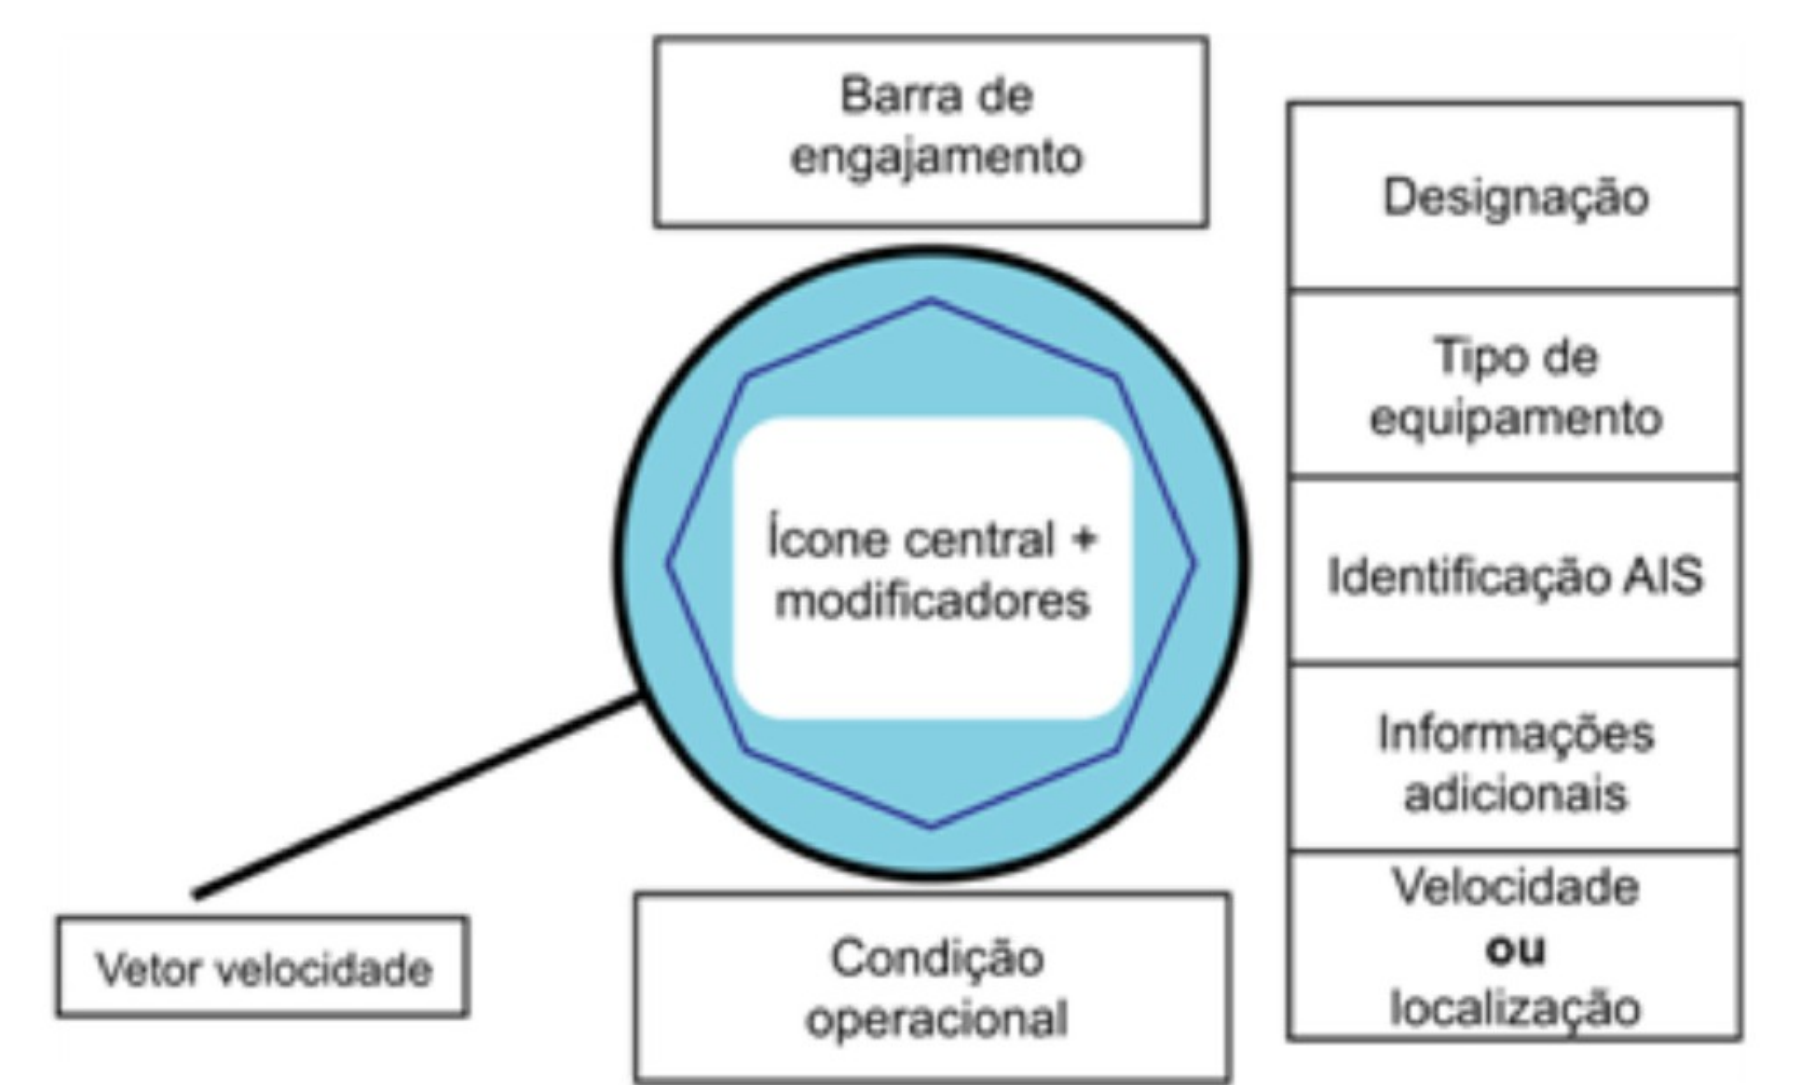 Barra de
engajamento
Designação
Tipo de
equipamento
Ícone central +
modificadores
Identificação AIS
Informações
adicionais
Velocidade
ou
localização
Vetor velocidade
Condição
operacional